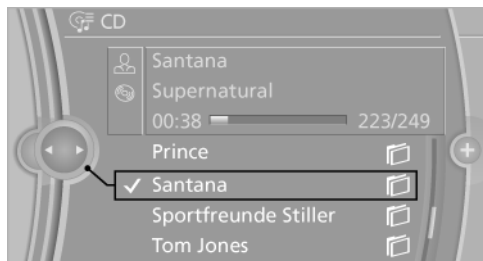 CD
Santana
Supernatural
00:38 223/249
Prince
Santana
Sportfreunde Stiller
Tom Jones